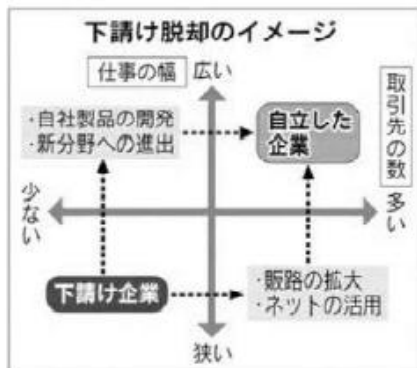 下請け脱却のイメージ
仕事の幅
広い
取引先の数
・自社製品の開発
・新分野への進出
自立した
企業
少ない
多い
下請け企業
・販路の拡大
・ネットの活用
狭い